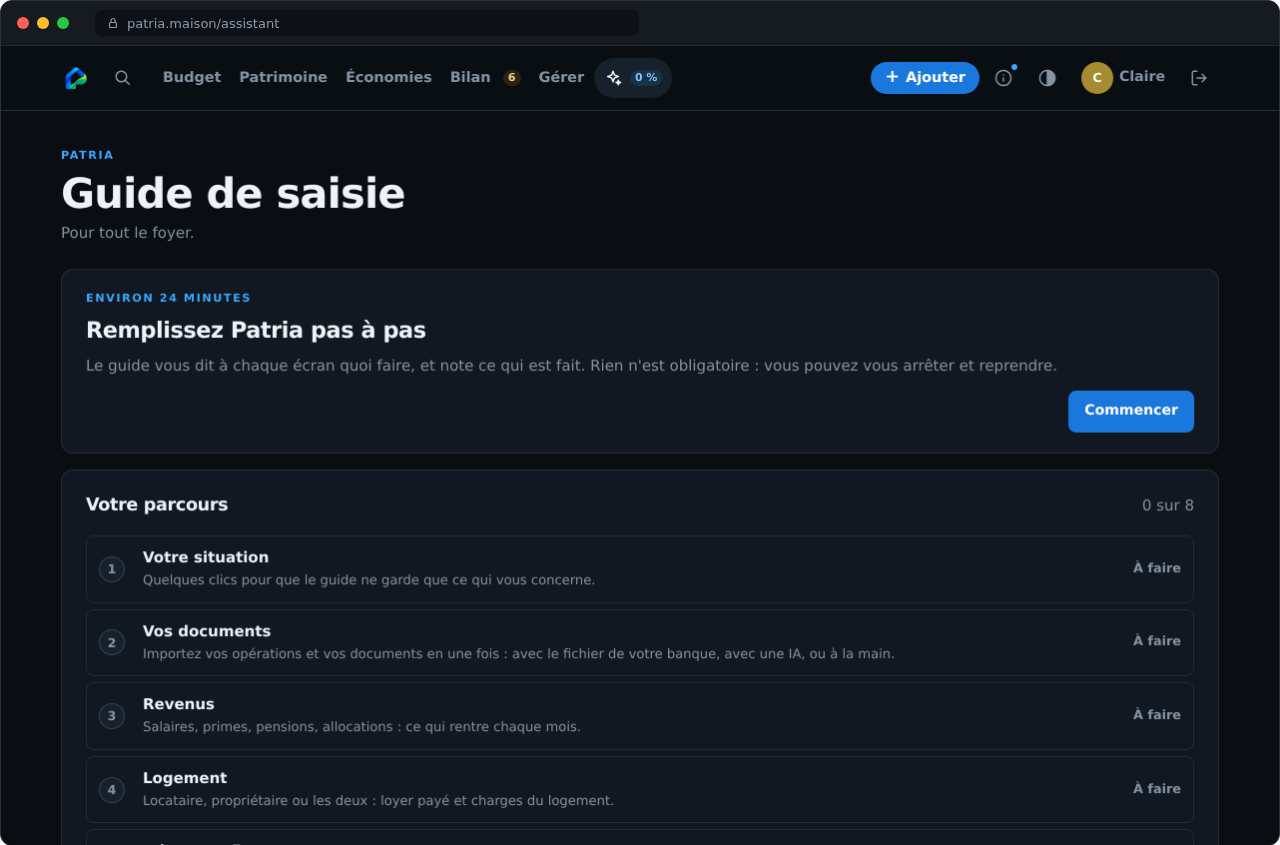 patria.maison/assistant
Budget Patrimoine Économies Bilan 6 Gérer 0 % + Ajouter C Claire
PATRIA
Guide de saisie
Pour tout le foyer.
ENVIRON 24 MINUTES
Remplissez Patria pas à pas
Le guide vous dit à chaque écran quoi faire, et note ce qui est fait. Rien n'est obligatoire : vous pouvez vous arrêter et reprendre.
Commencer
Votre parcours 0 sur 8
1 Votre situation À faire
Quelques clics pour que le guide ne garde que ce qui vous concerne.
2 Vos documents À faire
Importez vos opérations et vos documents en une fois : avec le fichier de votre banque, avec une IA, ou à la main.
3 Revenus À faire
Salaires, primes, pensions, allocations : ce qui rentre chaque mois.
4 Logement À faire
Locataire, propriétaire ou les deux : loyer payé et charges du logement.